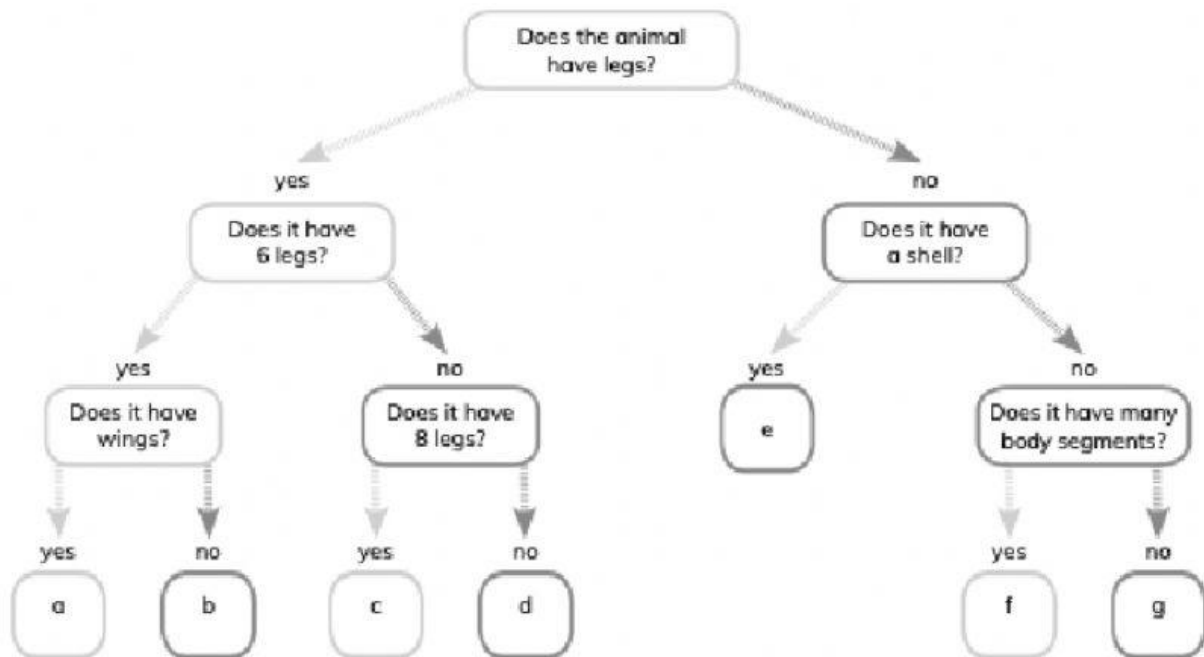 Does the animal
have legs?
yes
no
Does it have
6 legs?
Does it have
a shell?
yes
no
yes
no
Does it have
wings?
Does it have
8 legs?
e
Does it have many
body segments?
yes
no
yes
no
yes
no
a
b
c
d
f
g